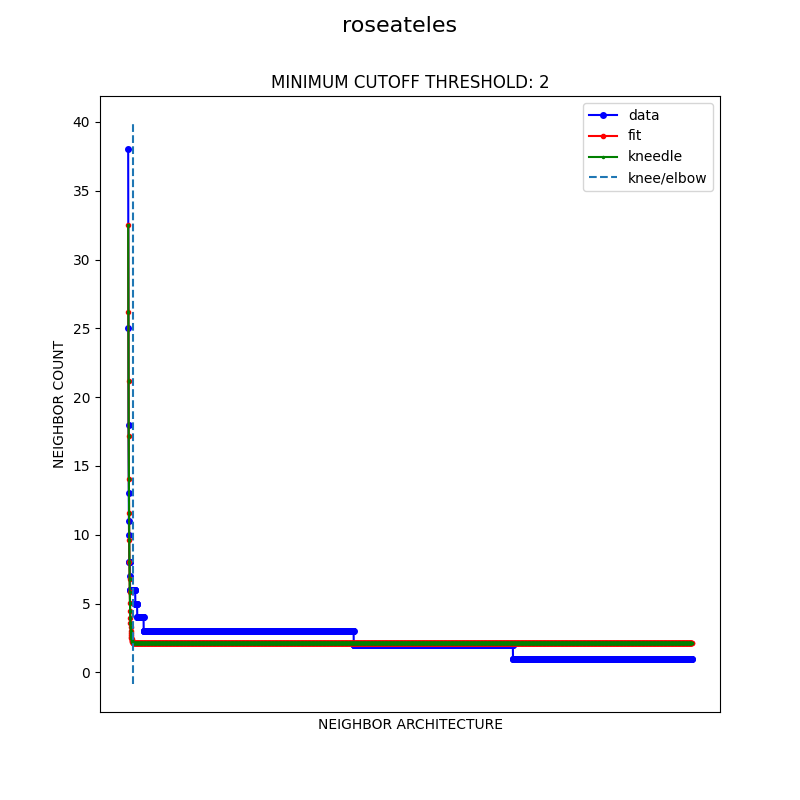 roseateles
MINIMUM CUTOFF THRESHOLD: 2
data
fit
kneedle
knee/elbow
40
35
30
25
20
15
10
5
0
NEIGHBOR COUNT
NEIGHBOR ARCHITECTURE